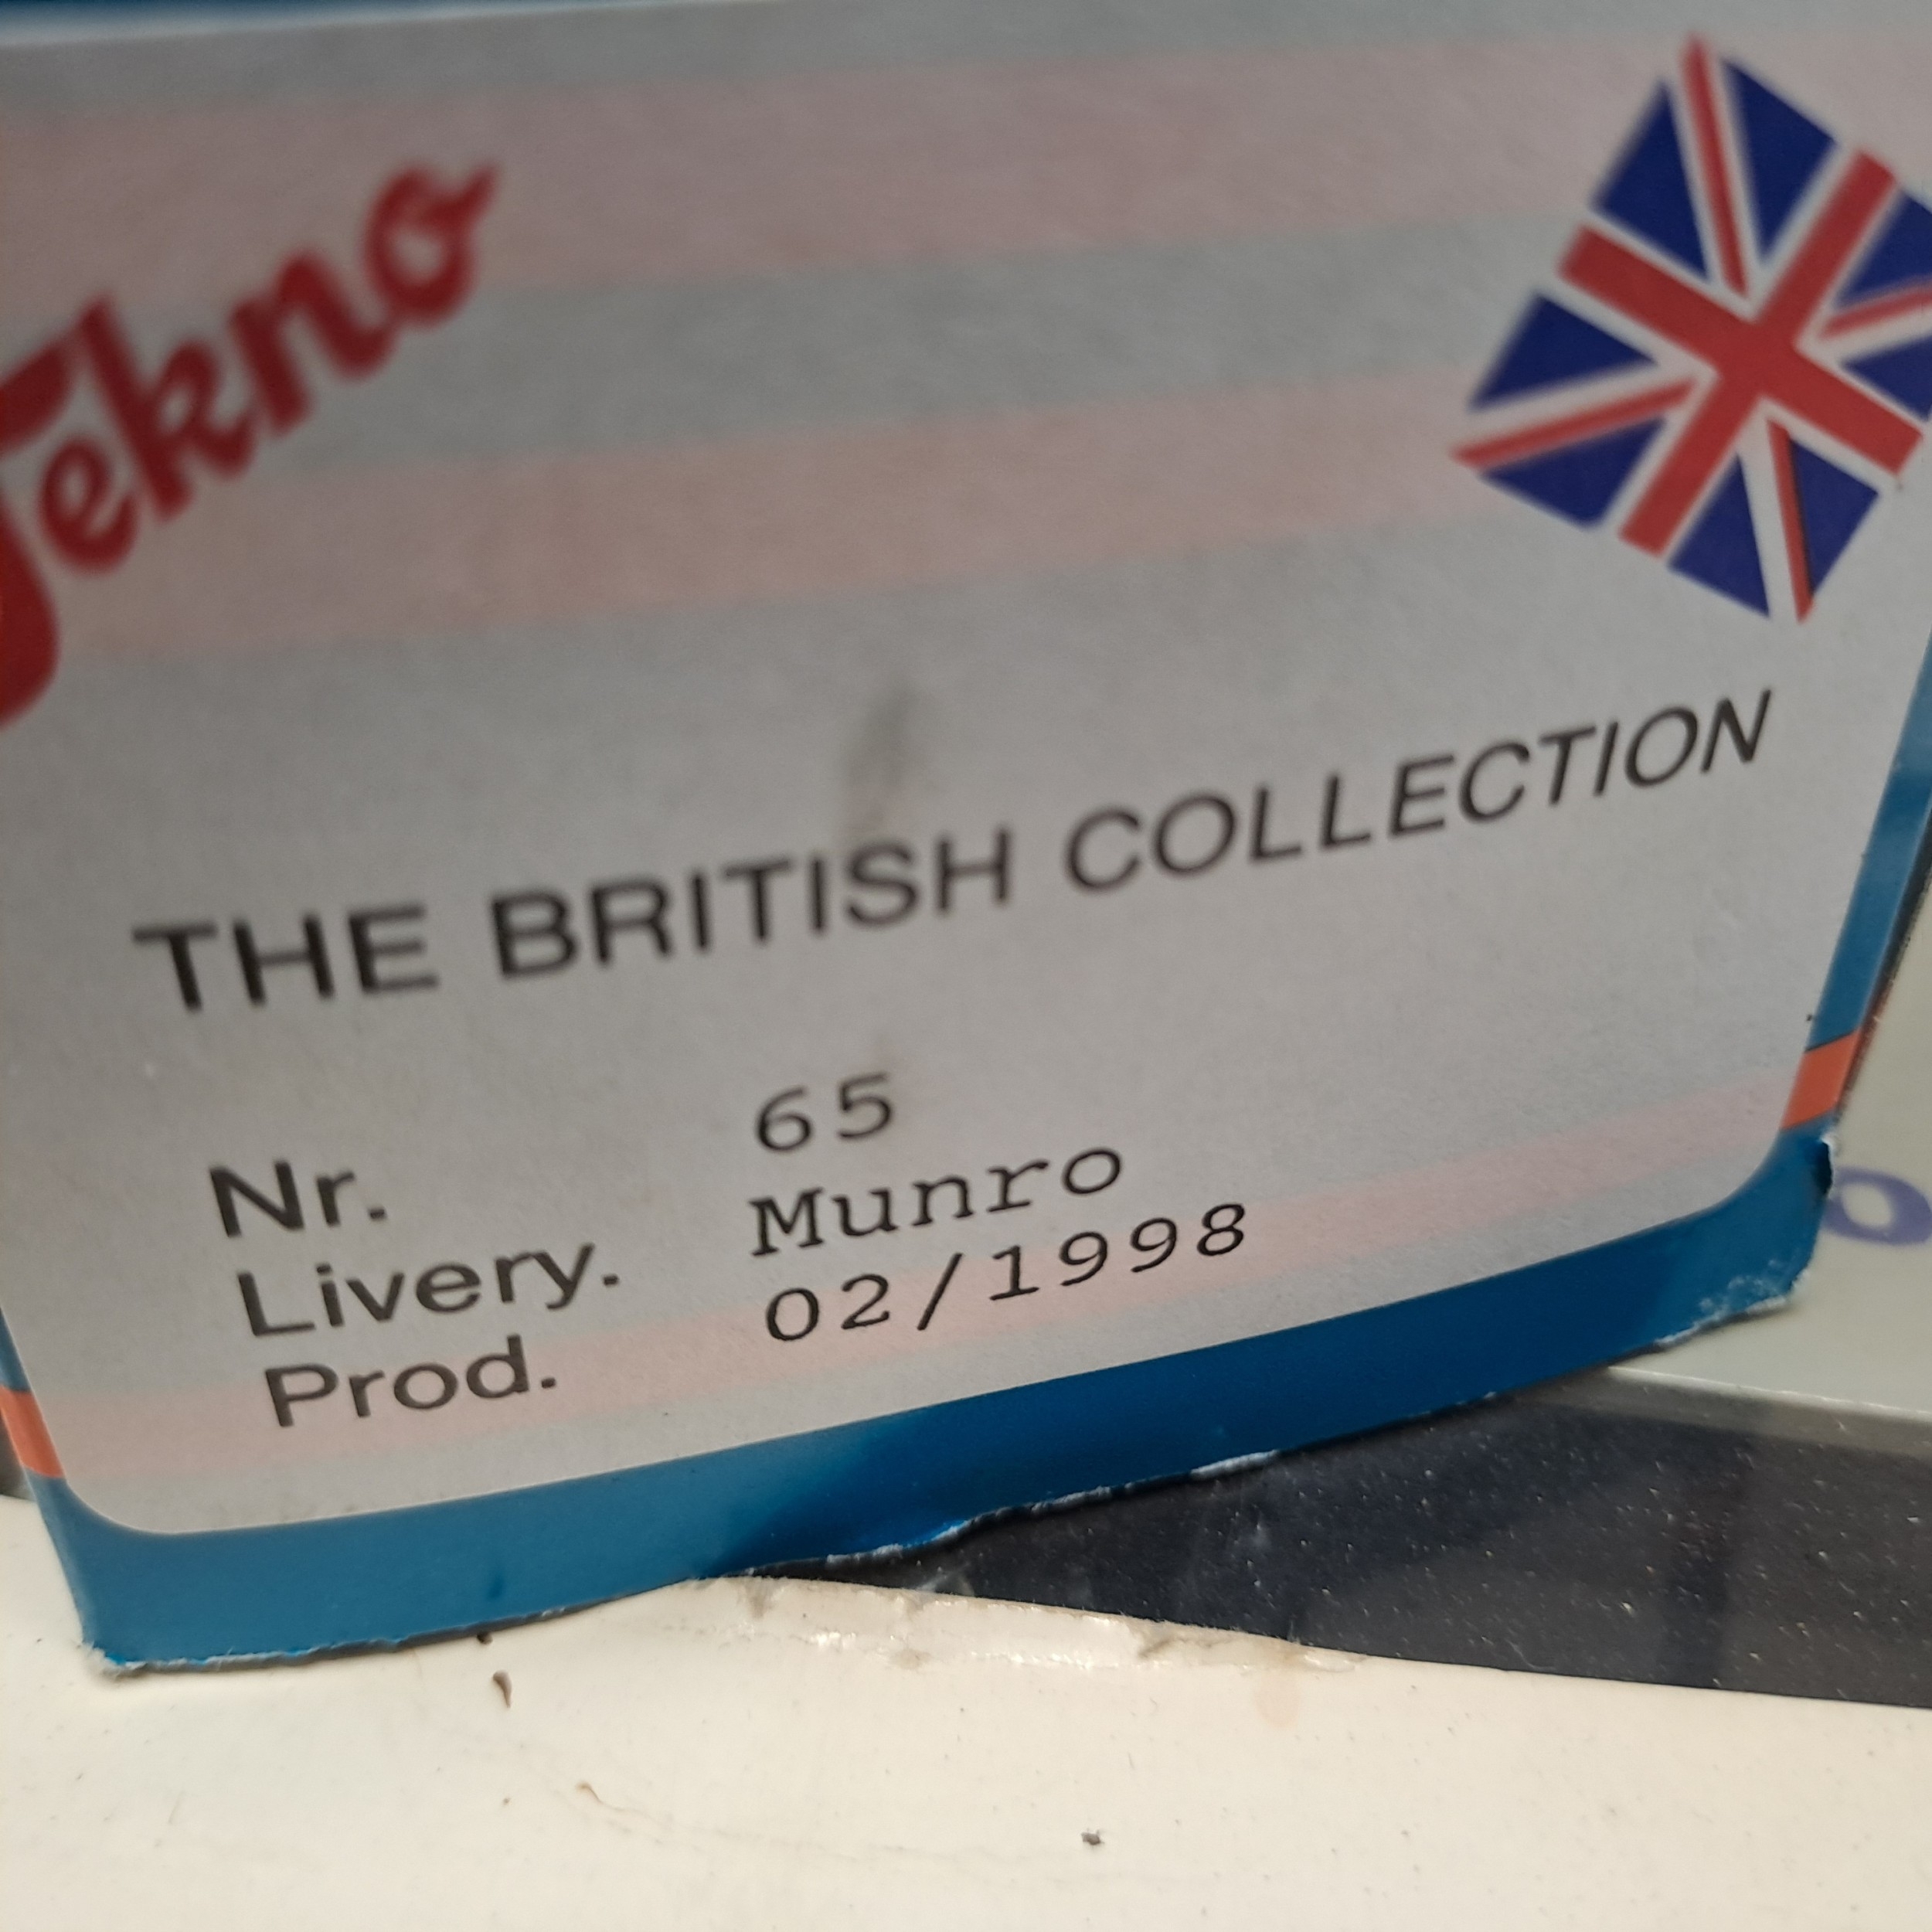 Tekno
THE BRITISH COLLECTION
Nr. 65
Livery. Munro
Prod. 02/1998